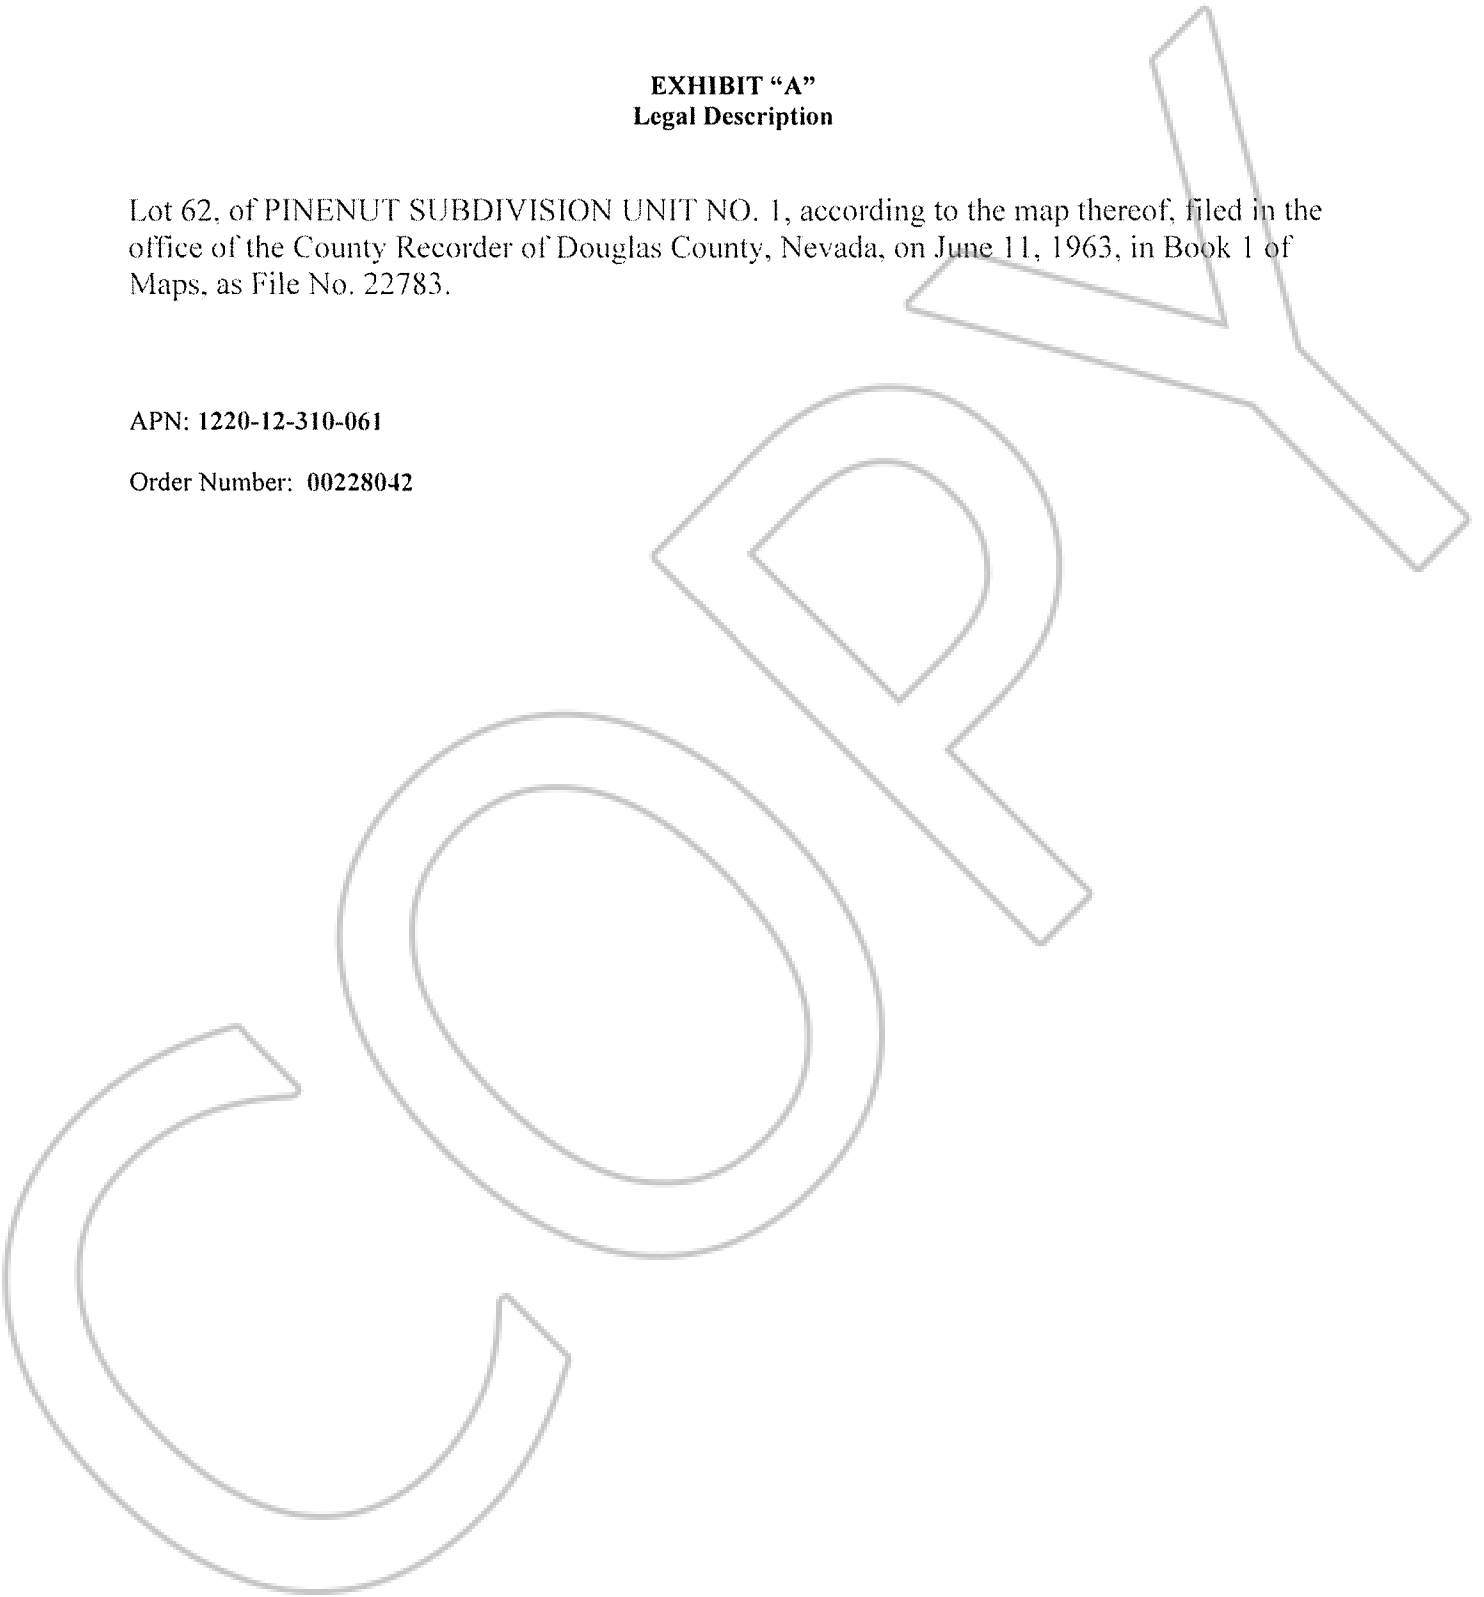 EXHIBIT “A”
Legal Description
Lot 62, of PINENUT SUBDIVISION UNIT NO. 1, according to the map thereof, filed in the
office of the County Recorder of Douglas County, Nevada, on June 11, 1963, in Book 1 of
Maps, as File No. 22783.
APN: 1220-12-310-061
Order Number: 00228042
COPY